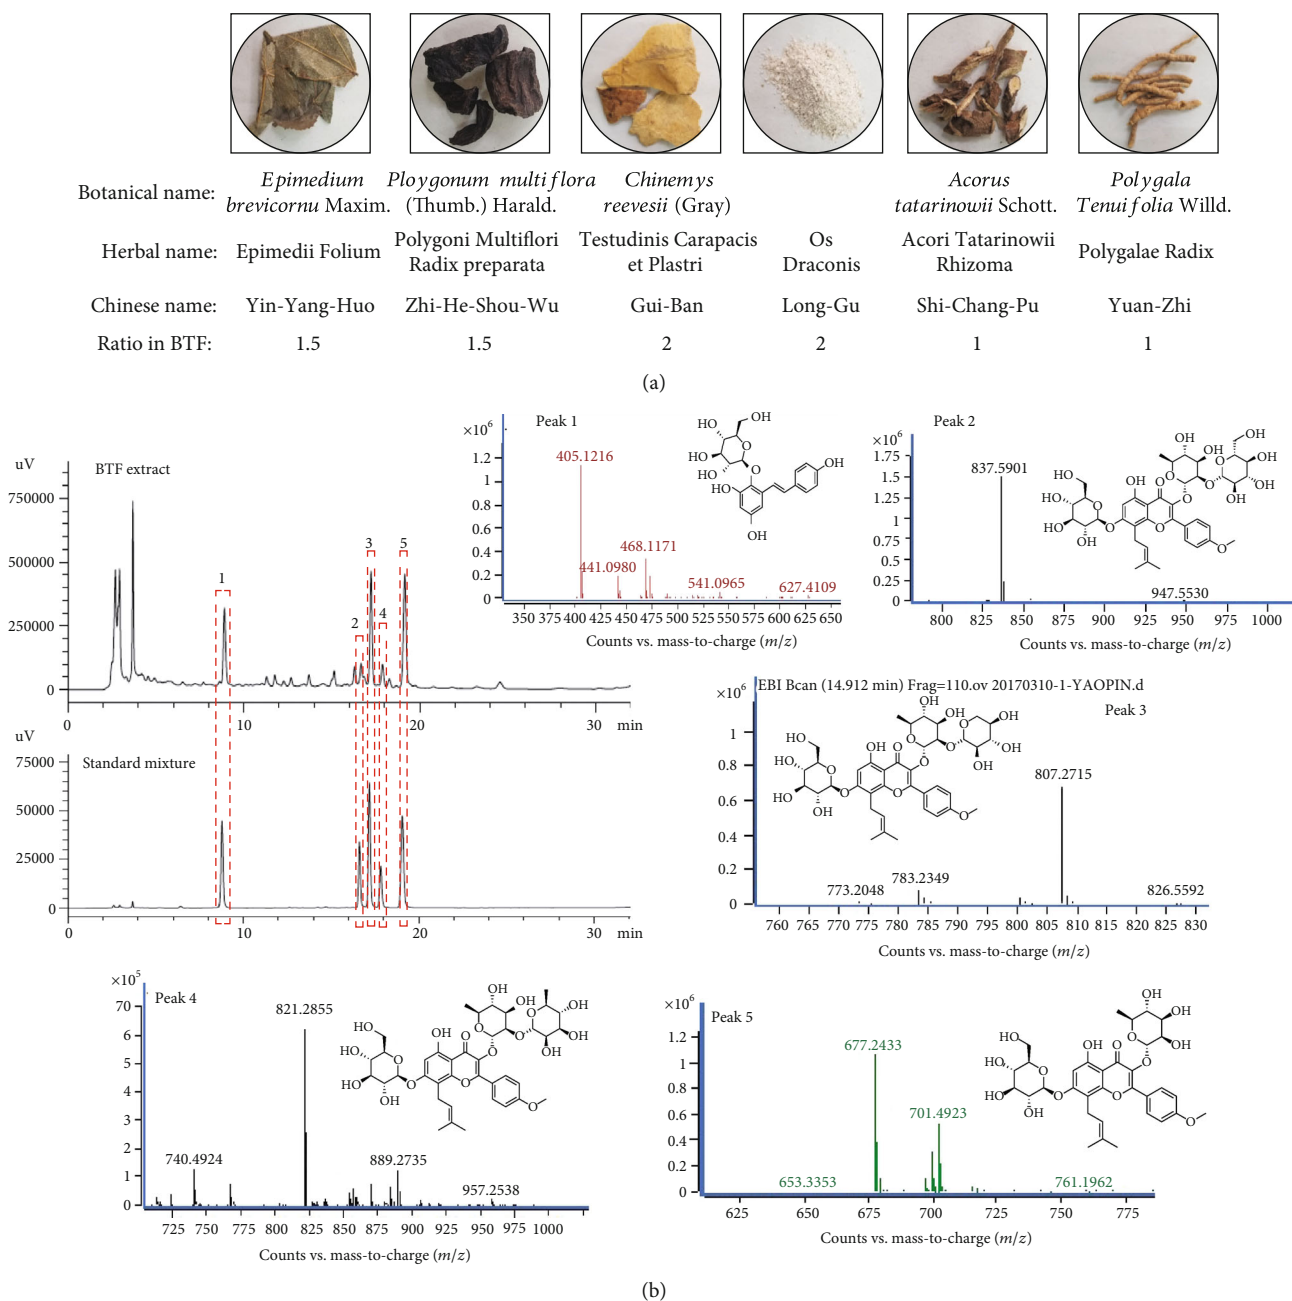 Botanical name:
Epimedium
brevicornu Maxim.
Ploygonum multiflora
(Thumb.) Harald.
Chinemys
reevesii (Gray)
Acorus
tatarinowii Schott.
Polygala
Tenuifolia Willd.
Herbal name:
Epimedii Folium
Polygoni Multiflori
Radix preparata
Testudinis Carapacis
et Plastri
Os
Draconis
Acori Tatarinowii
Rhizoma
Polygalae Radix
Chinese name: Yin-Yang-Huo Zhi-He-Shou-Wu Gui-Ban Long-Gu Shi-Chang-Pu Yuan-Zhi
Ratio in BTF: 1.5 1.5 2 2 1 1
(a)
uV
BTF extract
750000
500000
250000
0
1 2 3 4 5
0 10 20 30 min
uV
Standard mixture
75000
50000
25000
0
0 10 20 30 min
Peak 1
×10⁶
1.2
1
0.8
0.6
0.4
0.2
0
405.1216
441.0980
468.1171
541.0965
627.4109
HO OH
HO
HO
HO O
HO
OH
OH
350 375 400 425 450 475 500 525 550 575 600 625 650
Counts vs. mass-to-charge (m/z)
Peak 2
×10⁶
1.75
1.5
1.25
1
0.75
0.5
0.25
0
837.5901
947.5530
800 825 850 875 900 925 950 975 1000
Counts vs. mass-to-charge (m/z)
EBI Bcan (14.912 min) Frag=110.ov 20170310-1-YAOPIN.d
Peak 3
×10⁶
1
0.8
0.6
0.4
0.2
0
773.2048
783.2349
807.2715
826.5592
760 765 770 775 780 785 790 795 800 805 807 815 820 825 830
Counts vs. mass-to-charge (m/z)
Peak 4
×10⁵
70
6
5
4
3
2
1
0
740.4924
821.2855
889.2735
957.2538
725 750 775 800 825 850 875 900 925 950 975 1000
Counts vs. mass-to-charge (m/z)
Peak 5
×10⁶
1.2
1
0.8
0.6
0.4
0.2
0
653.3353
677.2433
701.4923
761.1962
625 650 675 700 725 750 775
Counts vs. mass-to-charge (m/z)
(b)